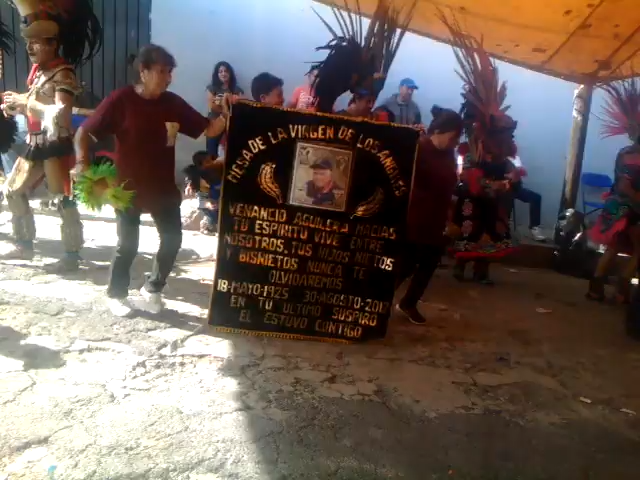 MESA DE LA VIRGEN DE LOS ANGELES
VENANCIO AGUILERA MACIAS
TU ESPIRITU VIVE ENTRE
NOSOTROS, TUS HIJOS NIETOS
Y BISNIETOS NUNCA TE
OLVIDAREMOS
18-MAYO-1925 30-AGOSTO-2012
EN TU ULTIMO SUSPIRO
EL ESTUVO CONTIGO